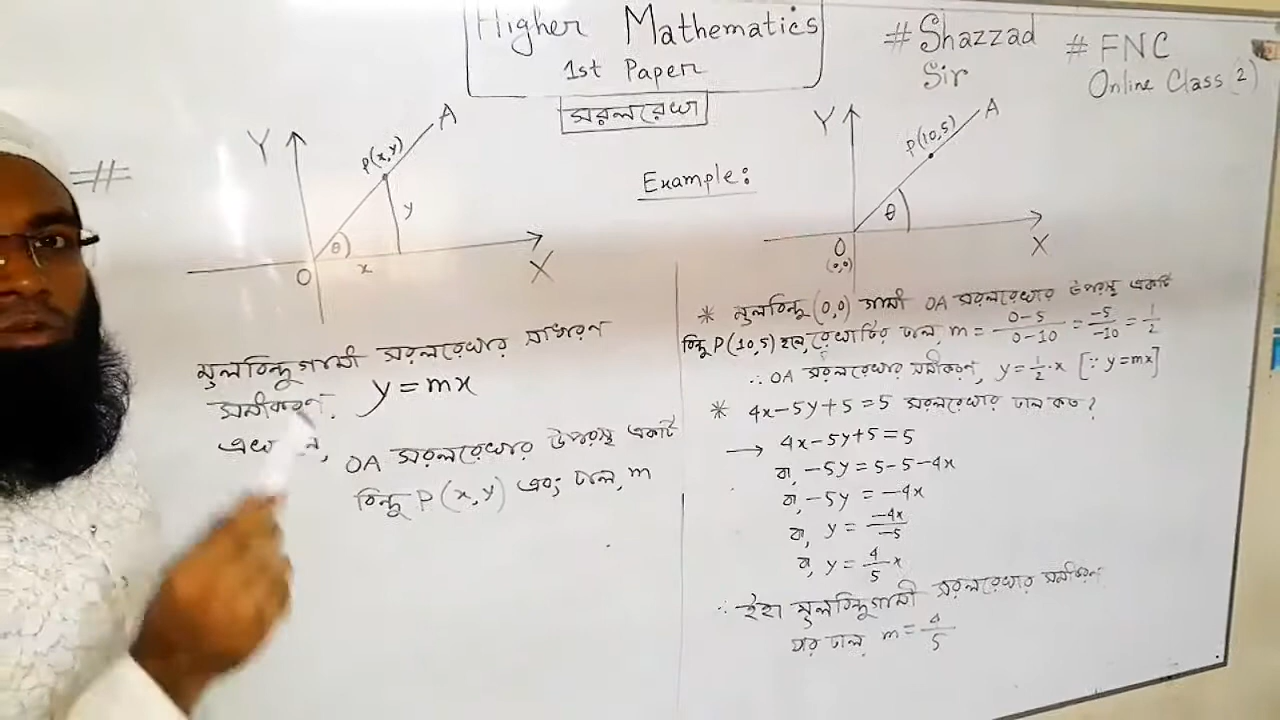 Higher Mathematics
1st Paper
সরলরেখা
#Shazzad
Sir
#FNC
Online Class (2)
#
Y
A
P(x,y)
y
θ
O
x
X
মুলবিন্দুগামী সরলরেখার সাধারণ
সমীকরণ, y = mx
OA সরলরেখার উপরস্থ একটি
বিন্দু P(x, y) এবং ঢাল, m
Example:
Y
A
P(10,5)
θ
O
(0,0)
X
* মুলবিন্দু (0,0) গামী OA সরলরেখার উপরস্থ একটি
বিন্দু P(10,5) হলে, রেখাটির ঢাল, m = 0-5/0-10 = -5/-10 = 1/2
∴ OA সরলরেখার সমীকরণ, y = 1/2 · x [∵ y = mx]
* 4x-5y+5=5 সরলরেখার ঢাল কত?
→ 4x-5y+5=5
বা, -5y = 5-5-4x
বা, -5y = -4x
বা, y = -4x/-5
বা, y = 4/5 x
∴ ইহা মুলবিন্দুগামী সরলরেখার সমীকরণ
যার ঢাল, m = 4/5